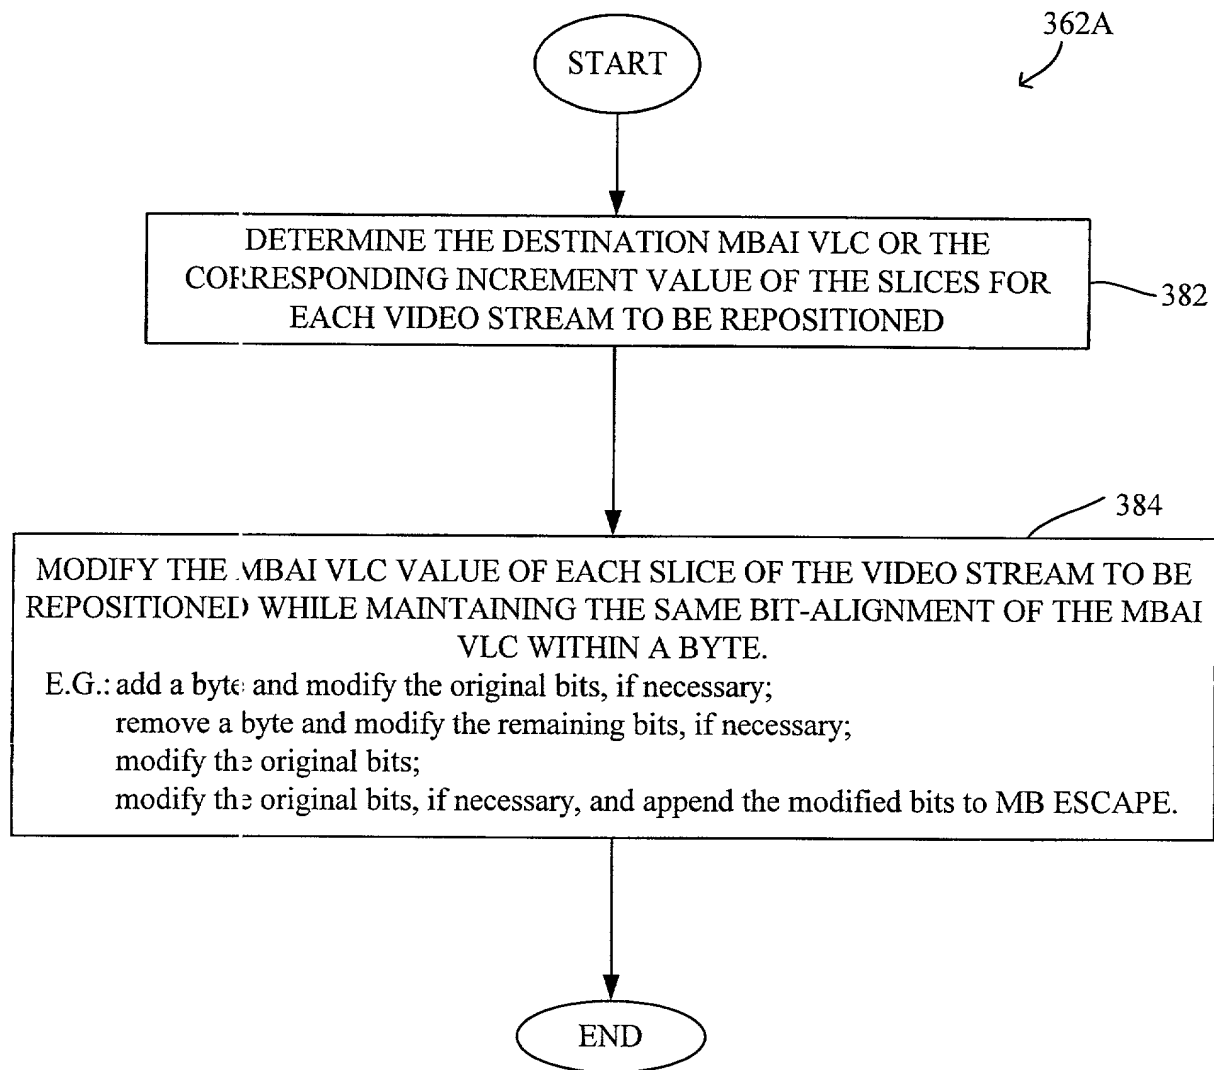 362A
START
DETERMINE THE DESTINATION MBAI VLC OR THE
CORRESPONDING INCREMENT VALUE OF THE SLICES FOR
EACH VIDEO STREAM TO BE REPOSITIONED
382
384
MODIFY THE MBAI VLC VALUE OF EACH SLICE OF THE VIDEO STREAM TO BE
REPOSITIONED WHILE MAINTAINING THE SAME BIT-ALIGNMENT OF THE MBAI
VLC WITHIN A BYTE.
E.G.: add a byte and modify the original bits, if necessary;
remove a byte and modify the remaining bits, if necessary;
modify the original bits;
modify the original bits, if necessary, and append the modified bits to MB ESCAPE.
END